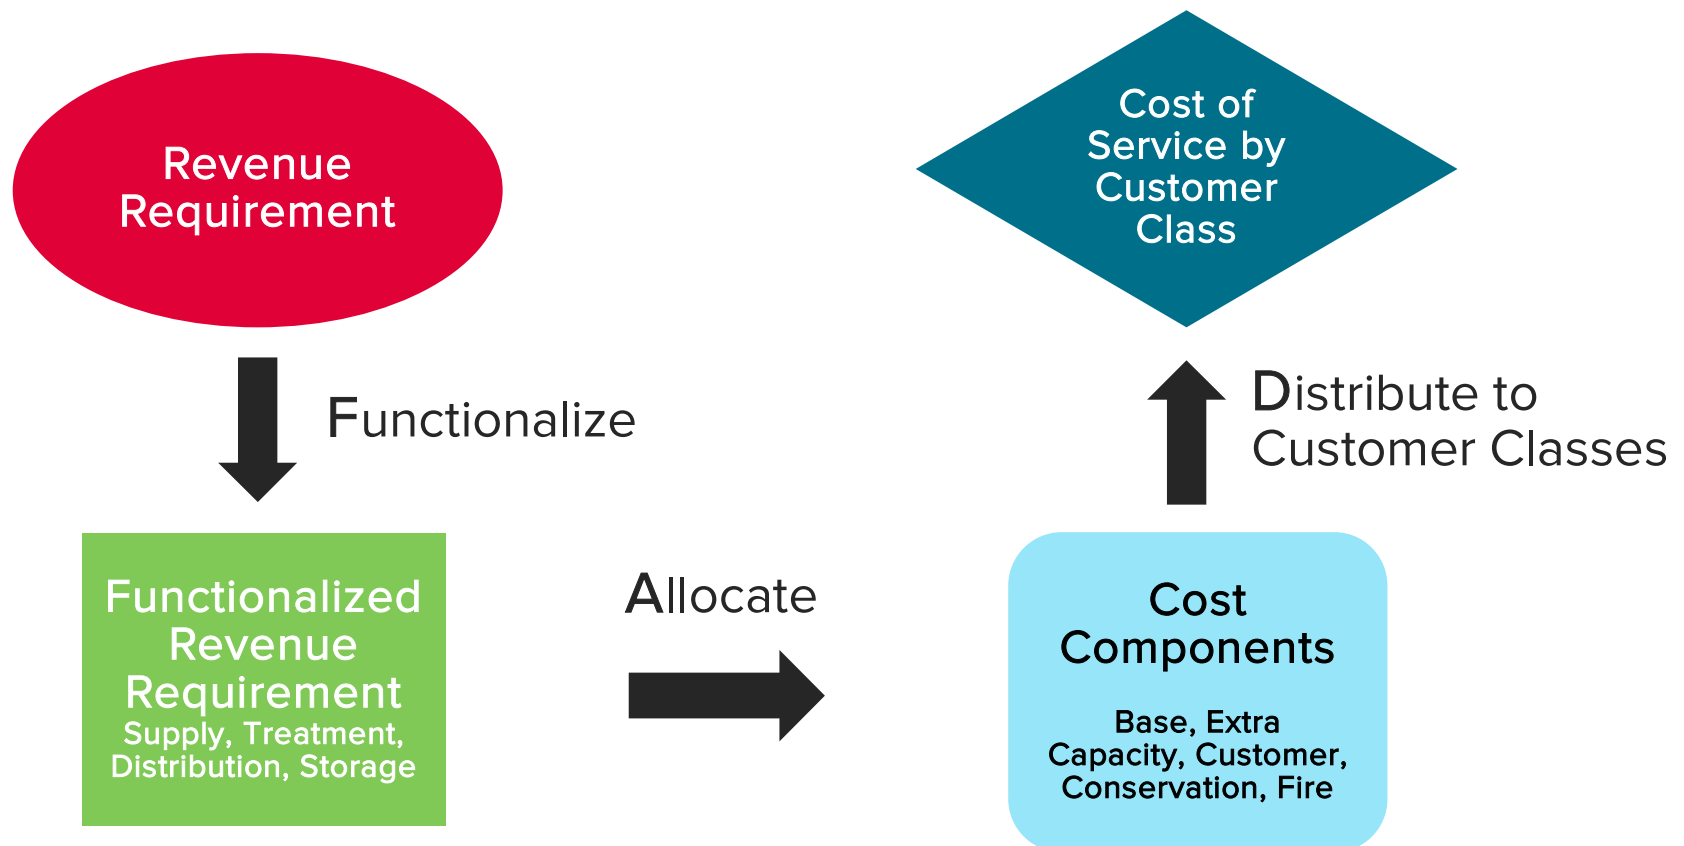 Revenue
Requirement
Functionalize
Functionalized
Revenue
Requirement
Supply, Treatment,
Distribution, Storage
Allocate
Cost
Components
Base, Extra
Capacity, Customer,
Conservation, Fire
Distribute to
Customer Classes
Cost of
Service by
Customer
Class